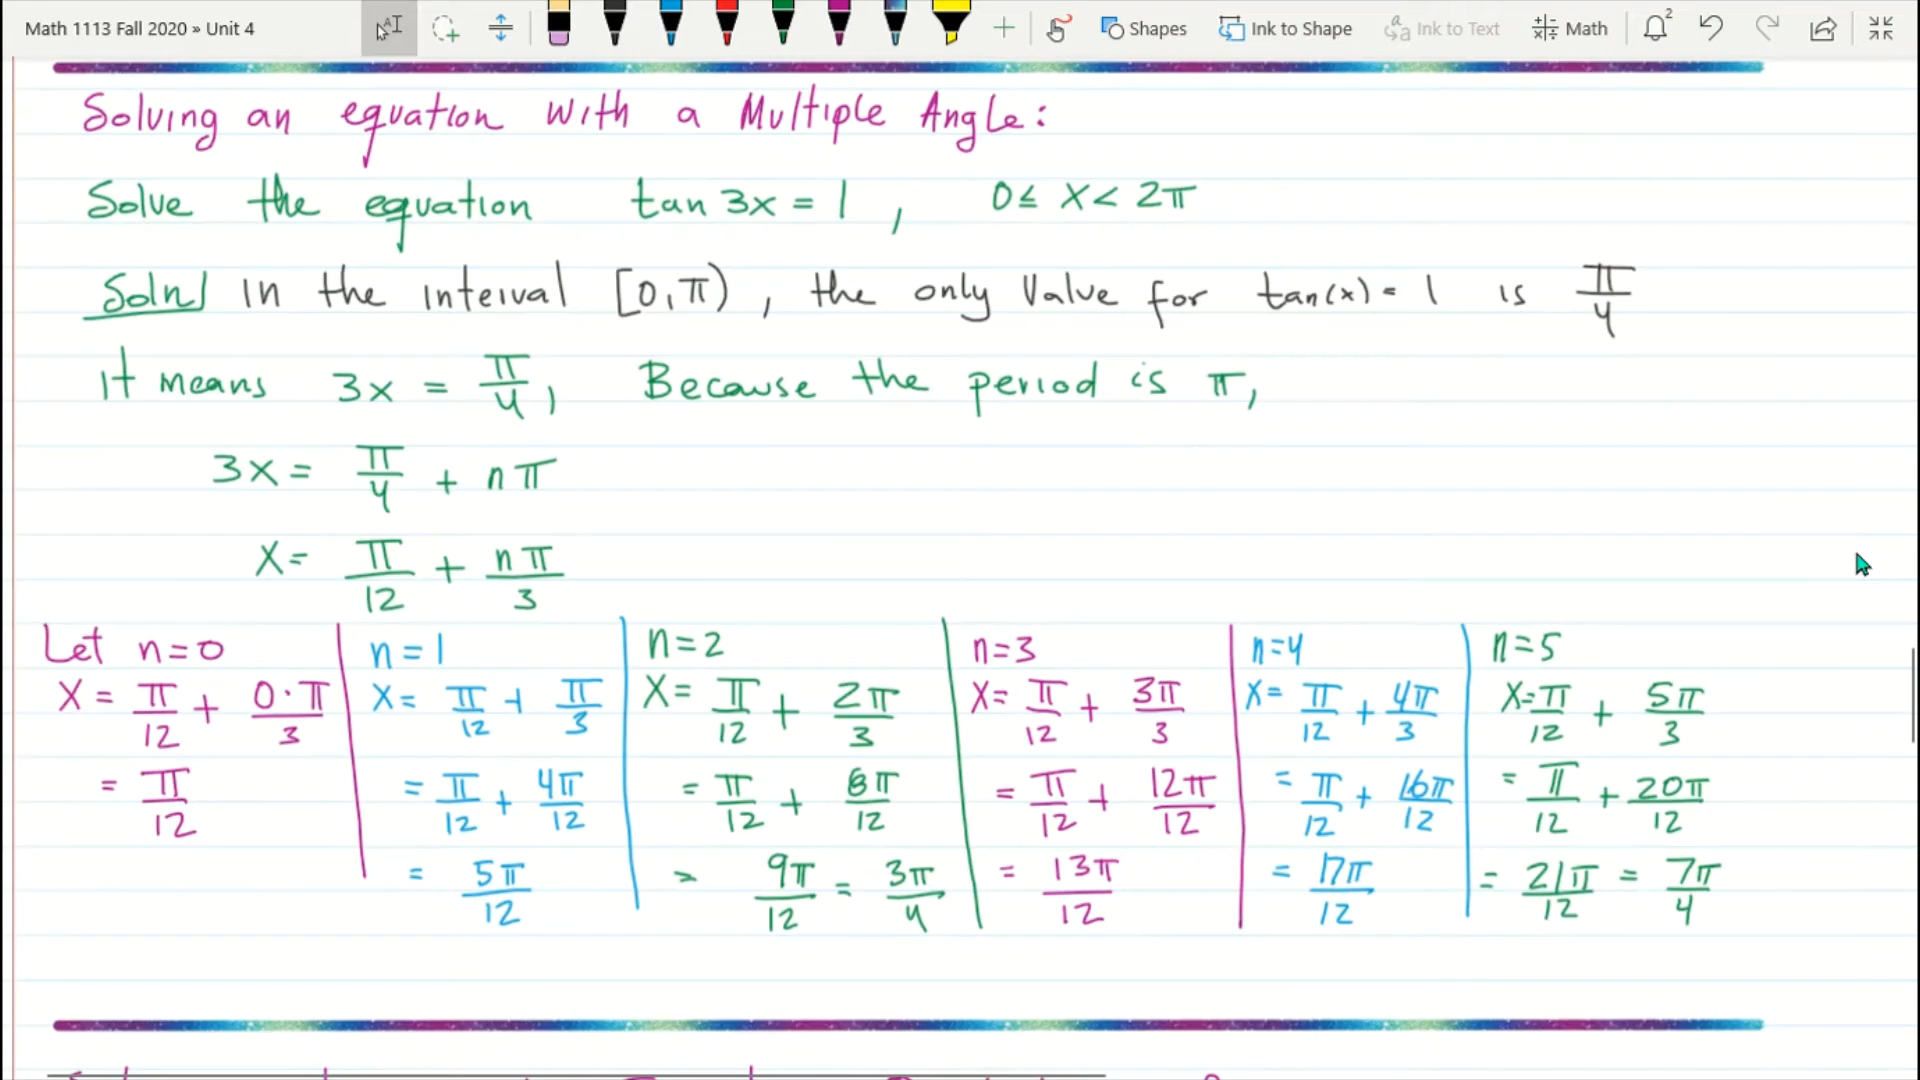 Math 1113 Fall 2020 » Unit 4
Shapes
Ink to Shape
Ink to Text
Math
2
Solving an equation with a Multiple Angle:
Solve the equation tan 3x = 1, 0 ≤ x < 2π
Soln/ in the interval [0,π), the only value for tan(x) = 1 is π/4
it means 3x = π/4, Because the period is π,
3x = π/4 + nπ
X = π/12 + nπ/3
Let n=0
X = π/12 + 0·π/3
= π/12
n=1
X = π/12 + π/3
= π/12 + 4π/12
= 5π/12
n=2
X = π/12 + 2π/3
= π/12 + 8π/12
= 9π/12 = 3π/4
n=3
X = π/12 + 3π/3
= π/12 + 12π/12
= 13π/12
n=4
X = π/12 + 4π/3
= π/12 + 16π/12
= 17π/12
n=5
X = π/12 + 5π/3
= π/12 + 20π/12
= 21π/12 = 7π/4